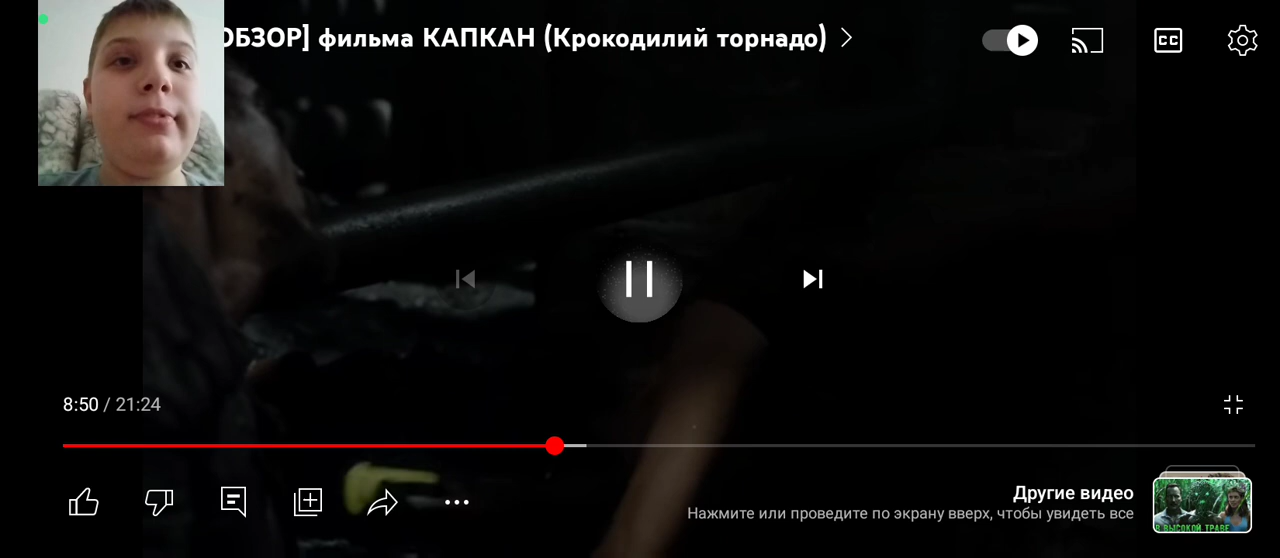 ОБЗОР] фильма КАПКАН (Крокодилий торнадо)
CC
8:50 / 21:24
Другие видео
Нажмите или проведите по экрану вверх, чтобы увидеть все
В ВЫСОКОЙ ТРАВЕ